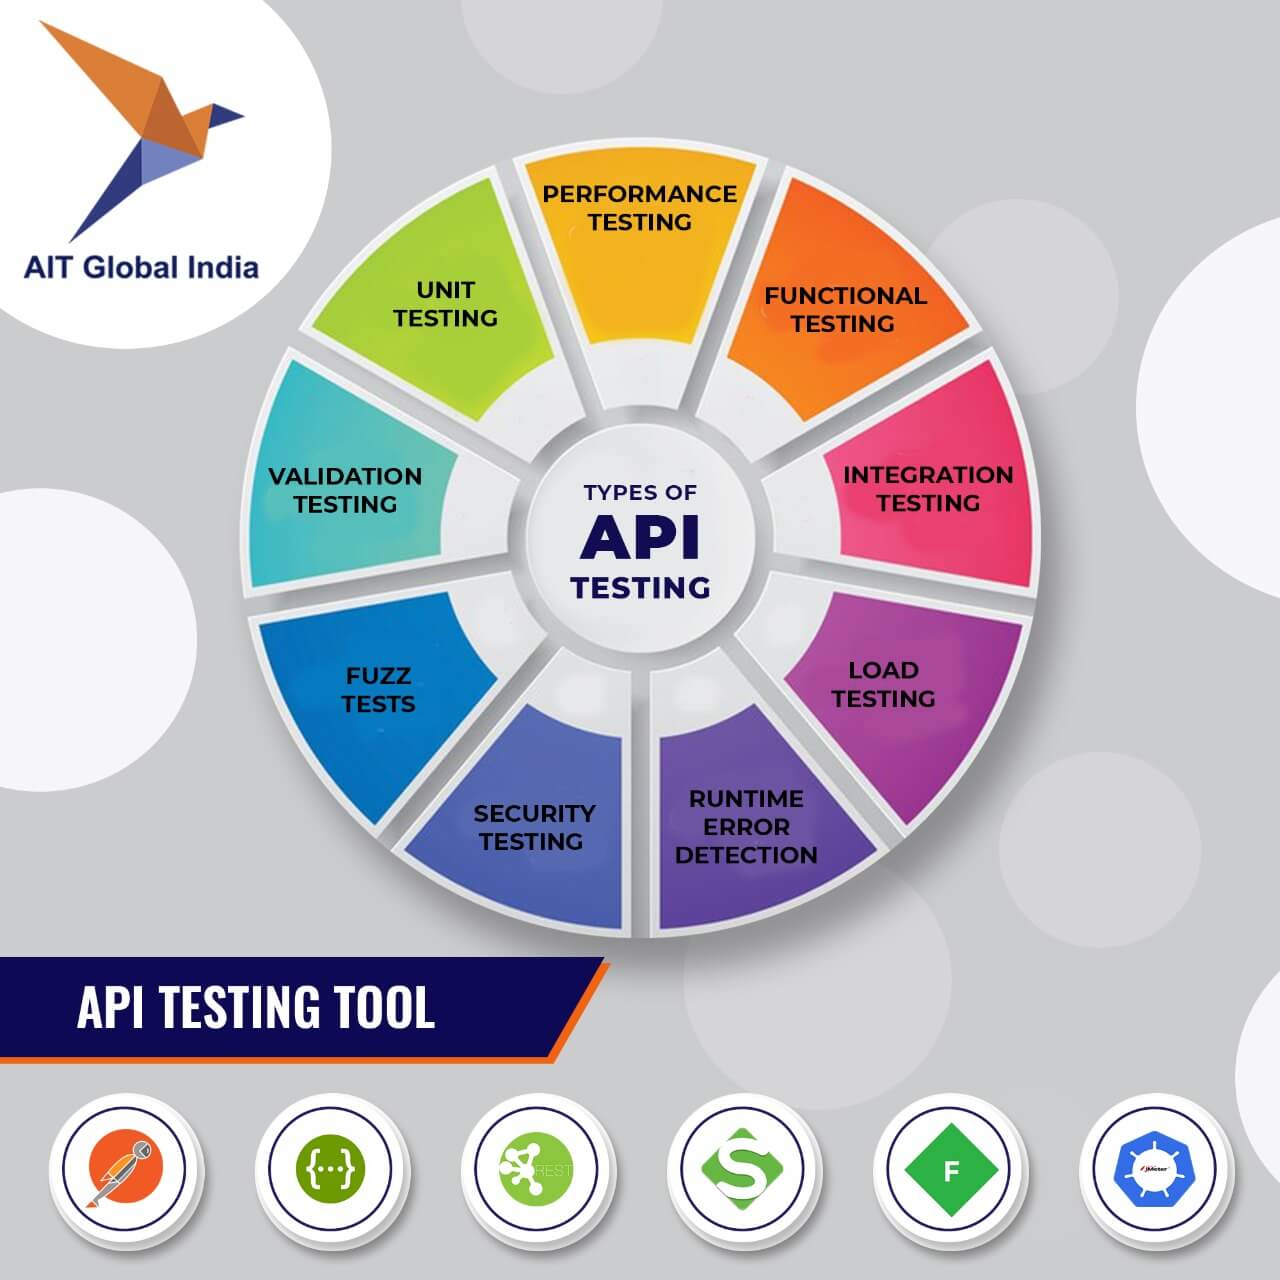 AIT Global India
PERFORMANCE
TESTING
FUNCTIONAL
TESTING
INTEGRATION
TESTING
LOAD
TESTING
RUNTIME
ERROR
DETECTION
SECURITY
TESTING
FUZZ
TESTS
VALIDATION
TESTING
UNIT
TESTING
TYPES OF
API
TESTING
API TESTING TOOL
{···}
REST
S
F
JMeter